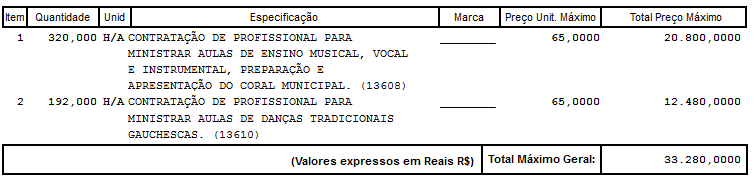 Item Quantidade Unid Especificação Marca Preço Unit. Máximo Total Preço Máximo
1 320,000 H/A CONTRATAÇÃO DE PROFISSIONAL PARA ________ 65,0000 20.800,0000
MINISTRAR AULAS DE ENSINO MUSICAL, VOCAL
E INSTRUMENTAL, PREPARAÇÃO E
APRESENTAÇÃO DO CORAL MUNICIPAL. (13608)
2 192,000 H/A CONTRATAÇÃO DE PROFISSIONAL PARA ________ 65,0000 12.480,0000
MINISTRAR AULAS DE DANÇAS TRADICIONAIS
GAUCHESCAS. (13610)
(Valores expressos em Reais R$) Total Máximo Geral: 33.280,0000